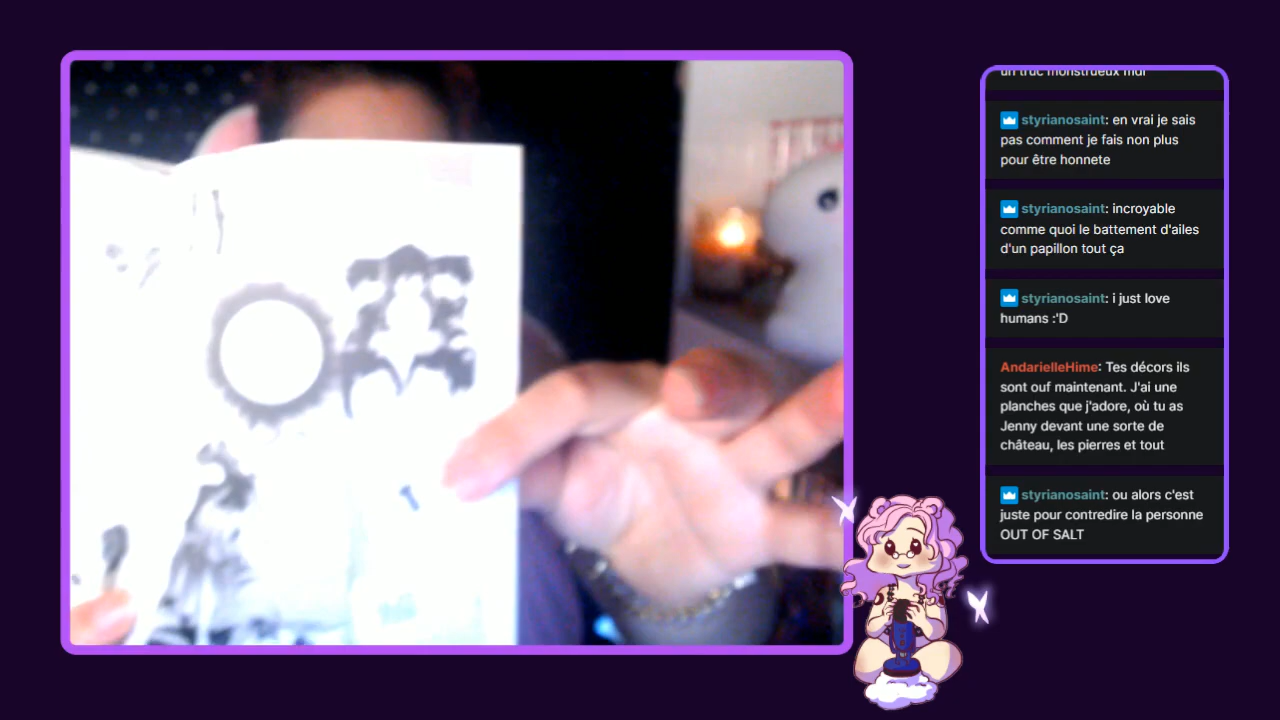 un truc monstrueux mdr
styrianosaint: en vrai je sais
pas comment je fais non plus
pour être honnete
styrianosaint: incroyable
comme quoi le battement d'ailes
d'un papillon tout ça
styrianosaint: i just love
humans :'D
AndarielleHime: Tes décors ils
sont ouf maintenant. J'ai une
planches que j'adore, où tu as
Jenny devant une sorte de
château, les pierres et tout
styrianosaint: ou alors c'est
juste pour contredire la personne
OUT OF SALT